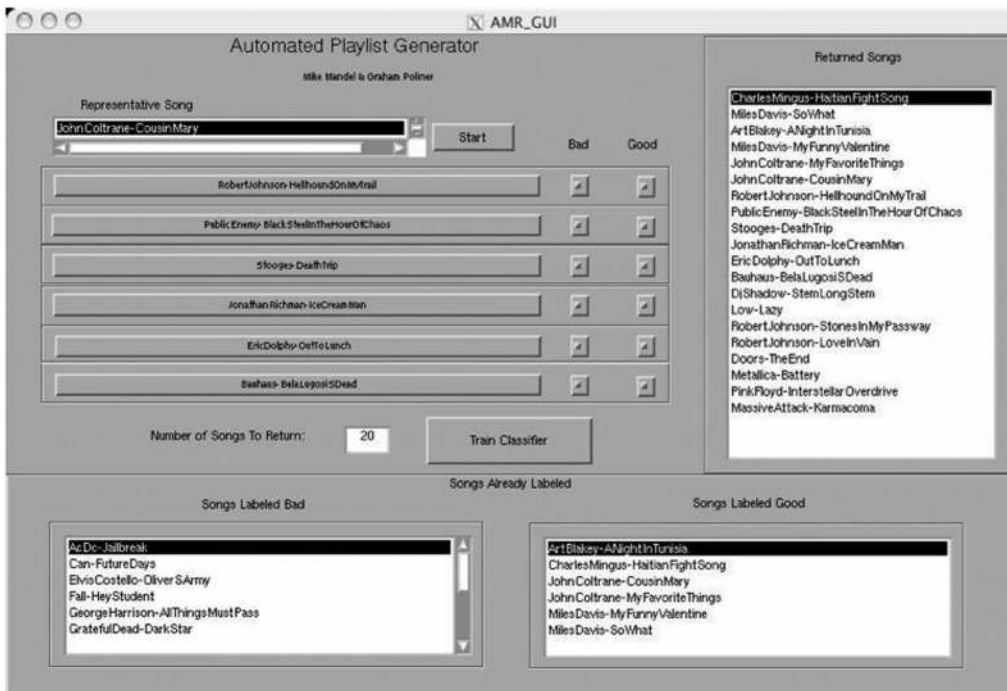 AMR_GUI
Automated Playlist Generator
Mike Mandel & Graham Poliner
Representative Song
JohnColtrane-CousinMary
Start
Bad
Good
RobertJohnson-HellhoundOnMyTrail
PublicEnemy-BlackSteelInTheHourOfChaos
Stooges-DeathTrip
JonathanRichman-IceCreamMan
EricDolphy-OutToLunch
Bauhaus-BelaLugosiSDead
Number of Songs To Return:
20
Train Classifier
Returned Songs
CharlesMingus-HaitianFightSong
MilesDavis-SoWhat
ArtBlakey-ANightInTunisia
MilesDavis-MyFunnyValentine
JohnColtrane-MyFavoriteThings
JohnColtrane-CousinMary
RobertJohnson-HellhoundOnMyTrail
PublicEnemy-BlackSteelInTheHourOfChaos
Stooges-DeathTrip
JonathanRichman-IceCreamMan
EricDolphy-OutToLunch
Bauhaus-BelaLugosiSDead
DjShadow-StemLongStem
Low-Lazy
RobertJohnson-StonesInMyPassway
RobertJohnson-LoveInVain
Doors-TheEnd
Metallica-Battery
PinkFloyd-InterstellarOverdrive
MassiveAttack-Karmacoma
Songs Already Labeled
Songs Labeled Bad
AcDc-Jailbreak
Can-FutureDays
ElvisCostello-OliverSArmy
Fall-HeyStudent
GeorgeHarrison-AllThingsMustPass
GratefulDead-DarkStar
Songs Labeled Good
ArtBlakey-ANightInTunisia
CharlesMingus-HaitianFightSong
JohnColtrane-CousinMary
JohnColtrane-MyFavoriteThings
MilesDavis-MyFunnyValentine
MilesDavis-SoWhat